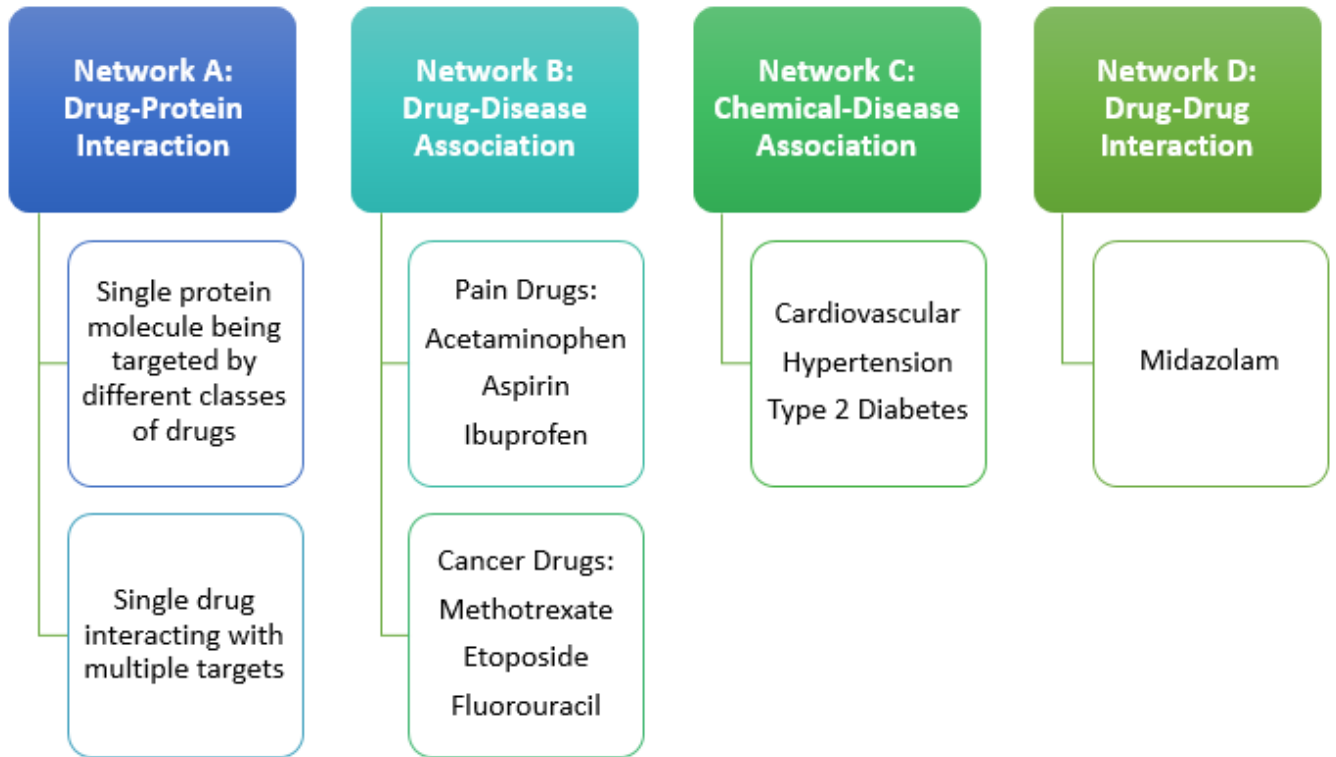 Network A:
Drug-Protein
Interaction
Single protein
molecule being
targeted by
different classes
of drugs
Single drug
interacting with
multiple targets
Network B:
Drug-Disease
Association
Pain Drugs:
Acetaminophen
Aspirin
Ibuprofen
Cancer Drugs:
Methotrexate
Etoposide
Fluorouracil
Network C:
Chemical-Disease
Association
Cardiovascular
Hypertension
Type 2 Diabetes
Network D:
Drug-Drug
Interaction
Midazolam